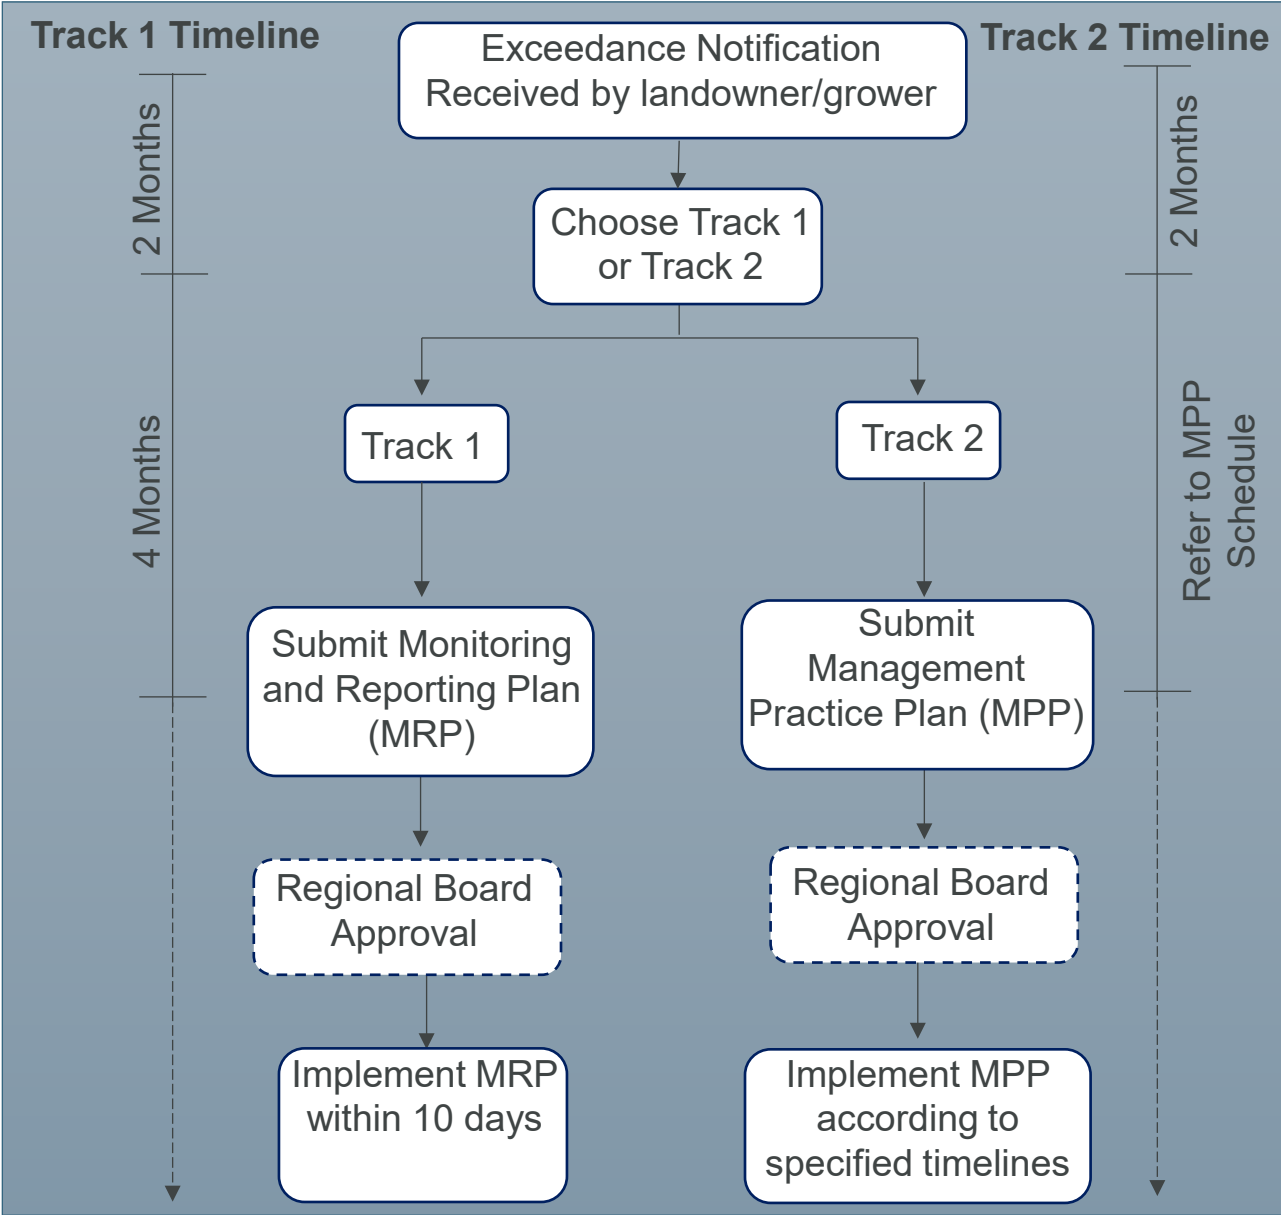 Track 1 Timeline
Exceedance Notification
Received by landowner/grower
Track 2 Timeline
2 Months
2 Months
Choose Track 1
or Track 2
4 Months
Track 1
Track 2
Refer to MPP
Schedule
Submit Monitoring
and Reporting Plan
(MRP)
Submit
Management
Practice Plan (MPP)
Regional Board
Approval
Regional Board
Approval
Implement MRP
within 10 days
Implement MPP
according to
specified timelines